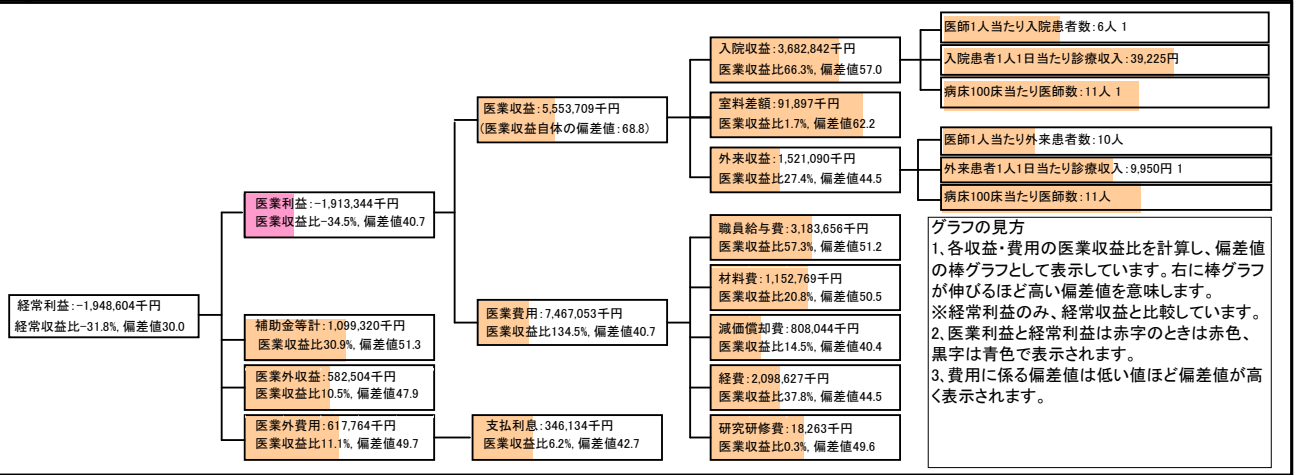 経常利益:-1,948,604千円
経常収比-31.8%, 偏差値30.0
医業利益:-1,913,344千円
医業収益比-34.5%, 偏差値40.7
補助金等計:1,099,320千円
医業収益比30.9%, 偏差値51.3
医業外収益:582,504千円
医業収益比10.5%, 偏差値47.9
医業外費用:617,764千円
医業収益比11.1%, 偏差値49.7
医業収益:5,553,709千円
(医業収益自体の偏差値:68.8)
医業費用:7,467,053千円
医業収益比134.5%, 偏差値40.7
支払利息:346,134千円
医業収益比6.2%, 偏差値42.7
入院収益:3,682,842千円
医業収益比66.3%, 偏差値57.0
室料差額:91,897千円
医業収益比1.7%, 偏差値62.2
外来収益:1,521,090千円
医業収益比27.4%, 偏差値44.5
職員給与費:3,183,656千円
医業収益比57.3%, 偏差値51.2
材料費:1,152,769千円
医業収益比20.8%, 偏差値50.5
減価償却費:808,044千円
医業収益比14.5%, 偏差値40.4
経費:2,098,627千円
医業収益比37.8%, 偏差値44.5
研究研修費:18,263千円
医業収益比0.3%, 偏差値49.6
医師1人当たり入院患者数:6人 1
入院患者1人1日当たり診療収入:39,225円
病床100床当たり医師数:11人 1
医師1人当たり外来患者数:10人
外来患者1人1日当たり診療収入:9,950円 1
病床100床当たり医師数:11人
グラフの見方
1、各収益・費用の医業収益比を計算し、偏差値
の棒グラフとして表示しています。右に棒グラフ
が伸びるほど高い偏差値を意味します。
※経常利益のみ、経常収益と比較しています。
2、医業利益と経常利益は赤字のときは赤色、
黒字は青色で表示されます。
3、費用に係る偏差値は低い値ほど偏差値が高
く表示されます。